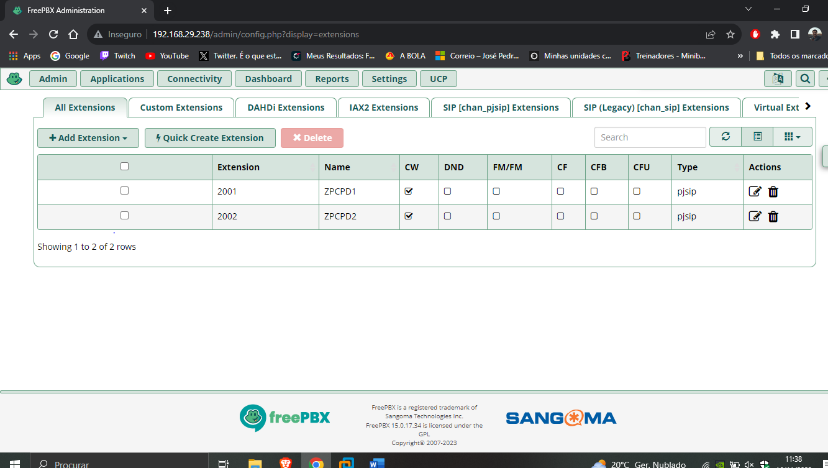 FreePBX Administration
Inseguro 192.168.29.238/admin/config.php?display=extensions
Apps Google Twitch YouTube Twitter. É o que est... Meus Resultados: F... A BOLA Correio – José Pedr... Minhas unidades c... Treinadores - Minib... » Todos os marcado
Admin Applications Connectivity Dashboard Reports Settings UCP
All Extensions Custom Extensions DAHDi Extensions IAX2 Extensions SIP [chan_pjsip] Extensions SIP (Legacy) [chan_sip] Extensions Virtual Ext
+ Add Extension Quick Create Extension Delete Search
Extension Name CW DND FM/FM CF CFB CFU Type Actions
2001 ZPCPD1 pjsip
2002 ZPCPD2 pjsip
Showing 1 to 2 of 2 rows
freePBX
FreePBX is a registered trademark of
Sangoma Technologies Inc.
FreePBX 15.0.17.34 is licensed under the
GPL
Copyright© 2007-2023
SANGOMA
Procurar 20°C Ger. Nublado 11:38